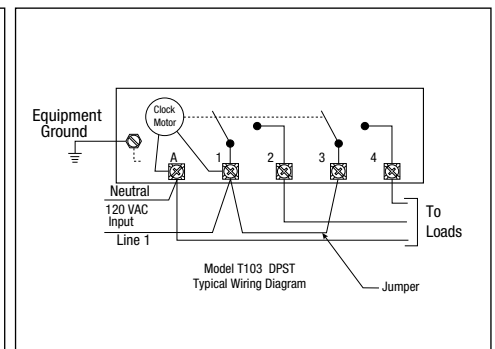 Clock
Motor
Equipment
Ground
A
1
2
3
4
Neutral
120 VAC
Input
Line 1
To
Loads
Model T103 DPST
Typical Wiring Diagram
Jumper